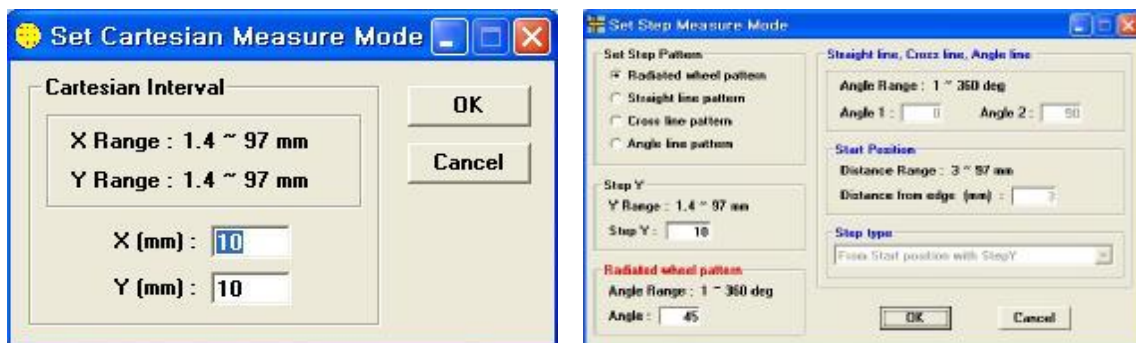 Set Cartesian Measure Mode
Cartesian Interval
X Range : 1.4 ~ 97 mm
Y Range : 1.4 ~ 97 mm
X (mm) : 10
Y (mm) : 10
OK
Cancel
Set Step Measure Mode
Set Step Pattern
Radiated wheel pattern
Straight line pattern
Cross line pattern
Angle line pattern
Step Y
Y Range : 1.4 ~ 97 mm
Step Y : 10
Radiated wheel pattern
Angle Range : 1 ~ 360 deg
Angle : 45
Straight line, Cross line, Angle line
Angle Range : 1 ~ 360 deg
Angle 1 : 0 Angle 2 : 90
Start Position
Distance Range : 3 ~ 97 mm
Distance from edge (mm) : 3
Step type
From Start position with StepY
OK Cancel